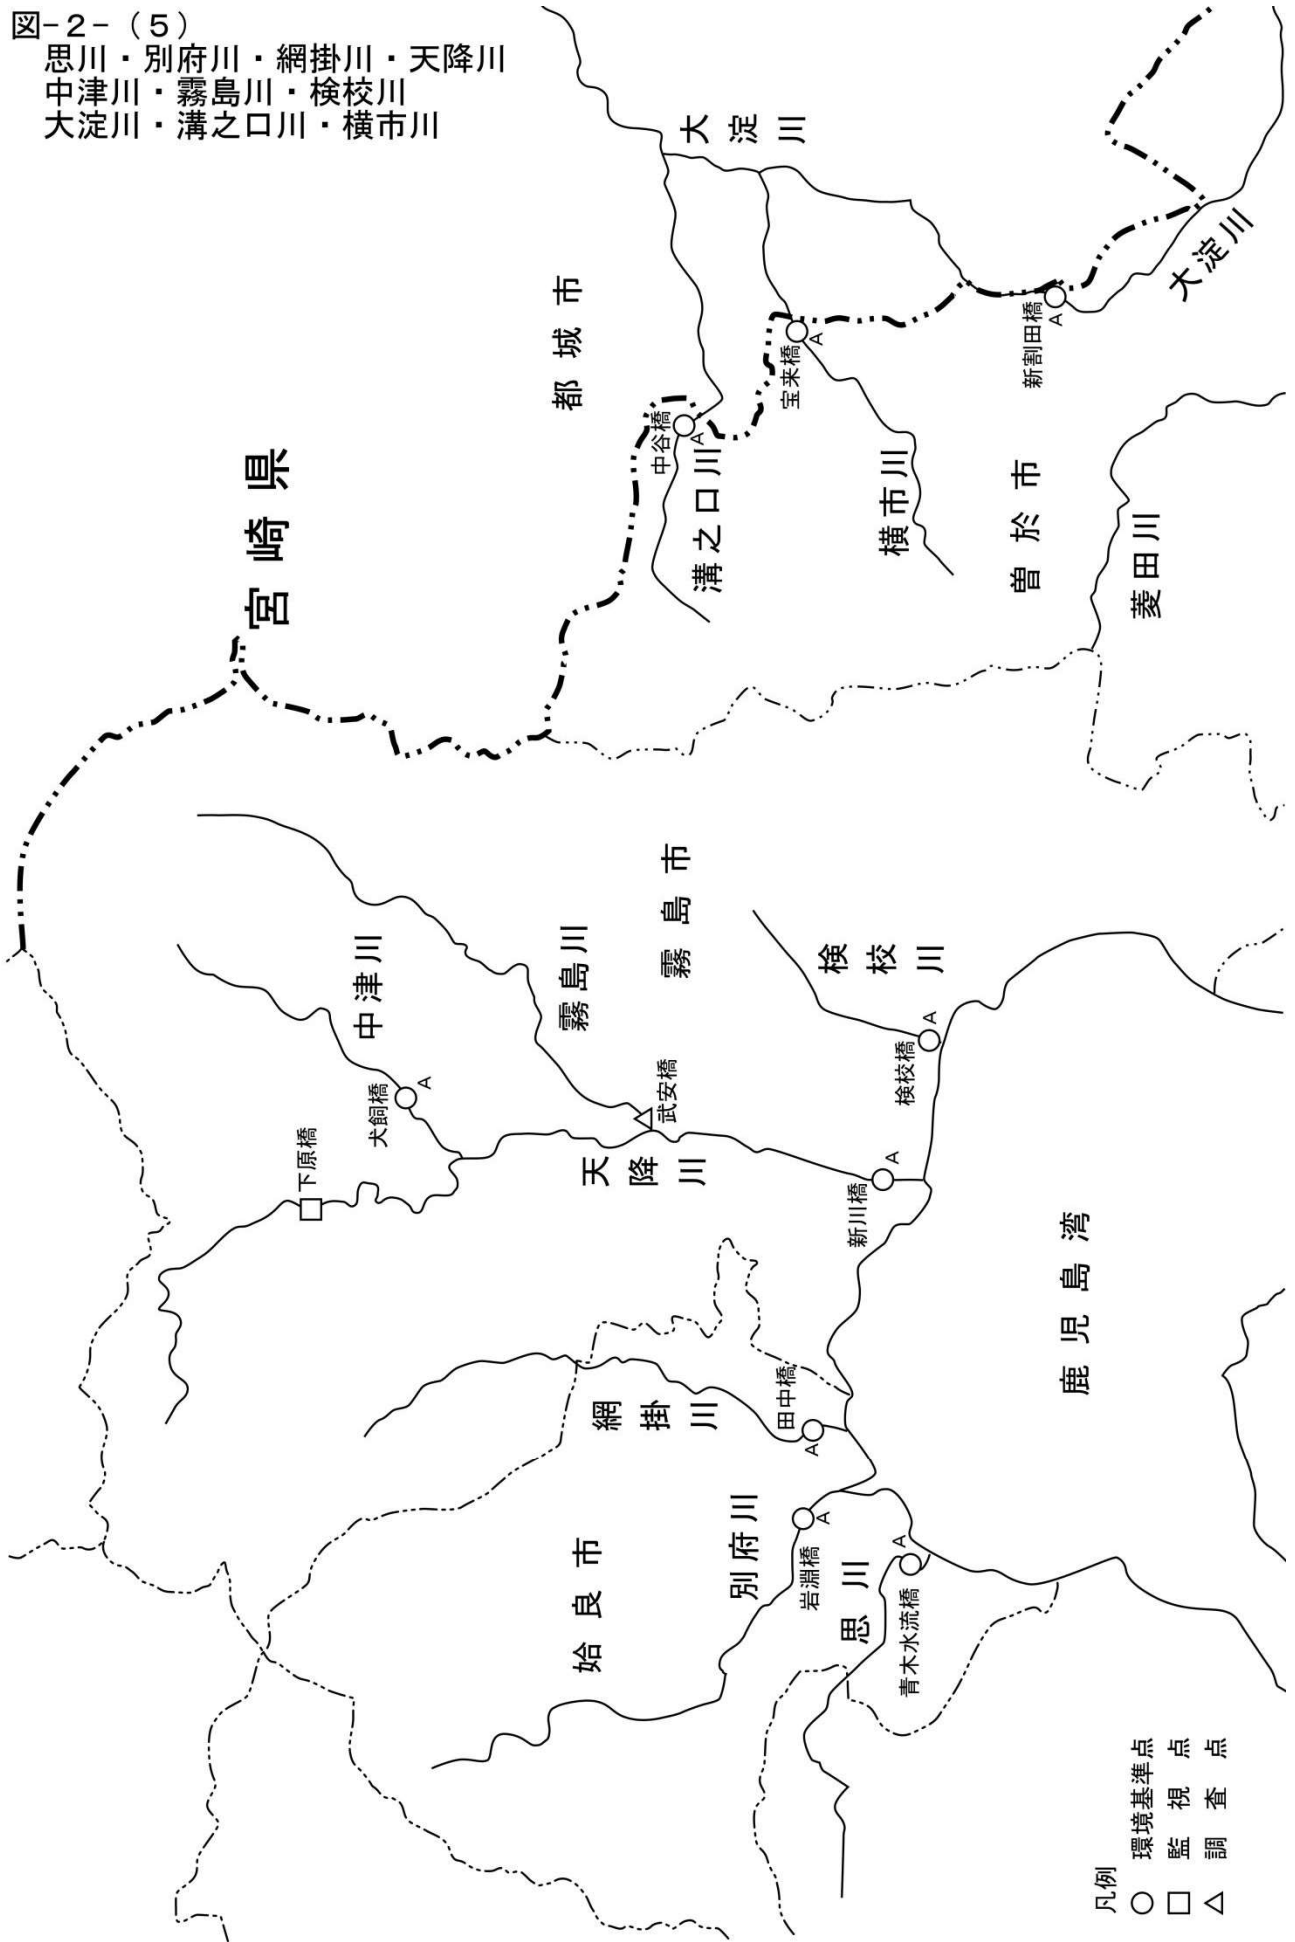 図-2-(5)
思川・別府川・網掛川・天降川
中津川・霧島川・検校川
大淀川・溝之口川・横市川
宮崎県
都城市
大淀川
大淀川
新割田橋
A
宝来橋
A
中谷橋
A
溝之口川
横市川
曽於市
菱田川
中津川
犬飼橋
A
下原橋
霧島川
霧島市
武安橋
天降川
検校川
検校橋
A
新川橋
A
鹿児島湾
網掛川
田中橋
A
別府川
岩淵橋
A
姶良市
思川
青木水流橋
A
凡例
○ 環境基準点
□ 監視点
△ 調査点